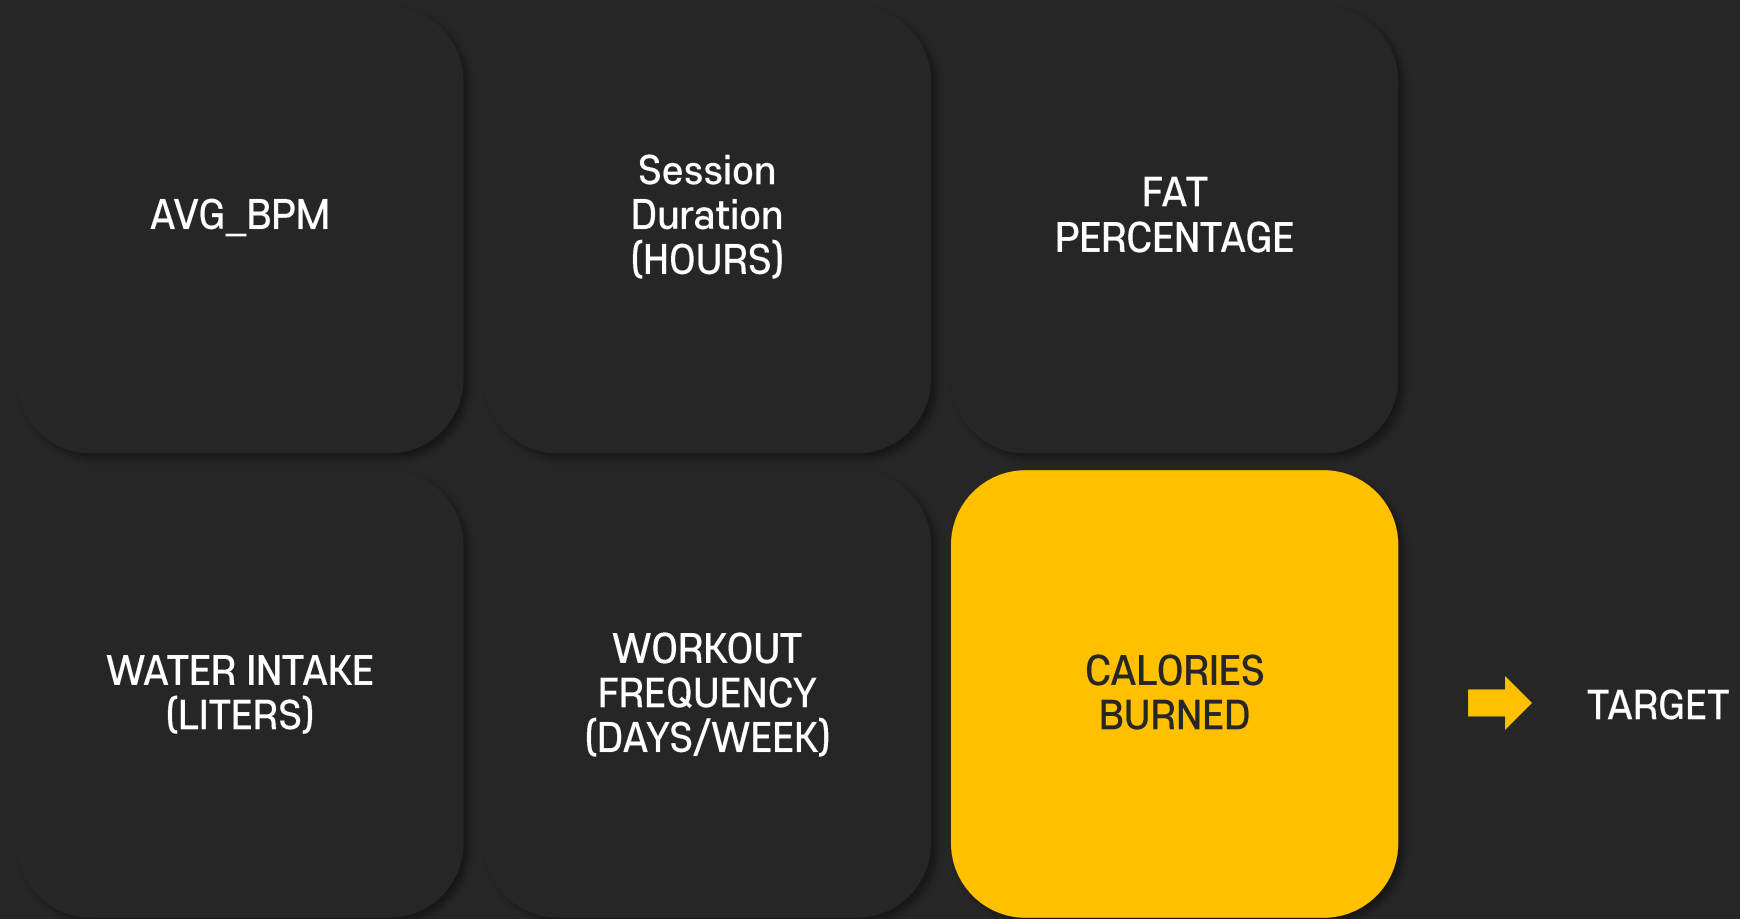 AVG_BPM
Session
Duration
(HOURS)
FAT
PERCENTAGE
WATER INTAKE
(LITERS)
WORKOUT
FREQUENCY
(DAYS/WEEK)
CALORIES
BURNED
TARGET